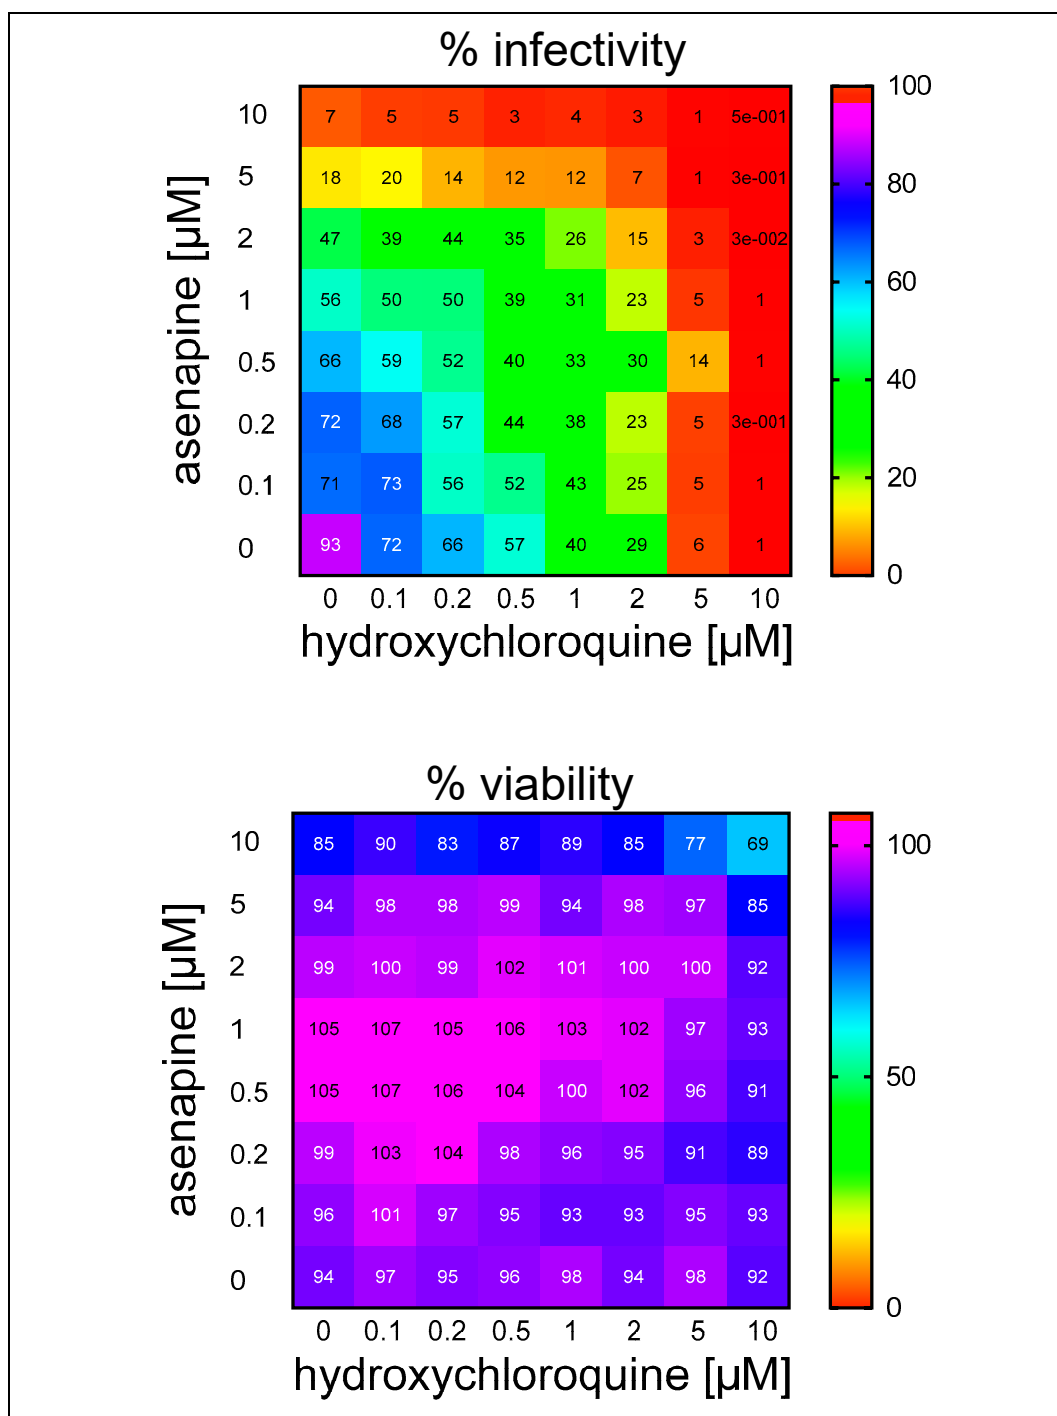 % infectivity
10 7 5 5 3 4 3 1 5e-001 100
5 18 20 14 12 12 7 1 3e-001 80
2 47 39 44 35 26 15 3 3e-002
1 56 50 50 39 31 23 5 1 60
0.5 66 59 52 40 33 30 14 1 40
0.2 72 68 57 44 38 23 5 3e-001
0.1 71 73 56 52 43 25 5 1 20
0 93 72 66 57 40 29 6 1 0
asenapine [µM]
0 0.1 0.2 0.5 1 2 5 10
hydroxychloroquine [µM]
% viability
10 85 90 83 87 89 85 77 69 100
5 94 98 98 99 94 98 97 85
2 99 100 99 102 101 100 100 92
1 105 107 105 106 103 102 97 93
0.5 105 107 106 104 100 102 96 91 50
0.2 99 103 104 98 96 95 91 89
0.1 96 101 97 95 93 93 95 93
0 94 97 95 96 98 94 98 92 0
asenapine [µM]
0 0.1 0.2 0.5 1 2 5 10
hydroxychloroquine [µM]